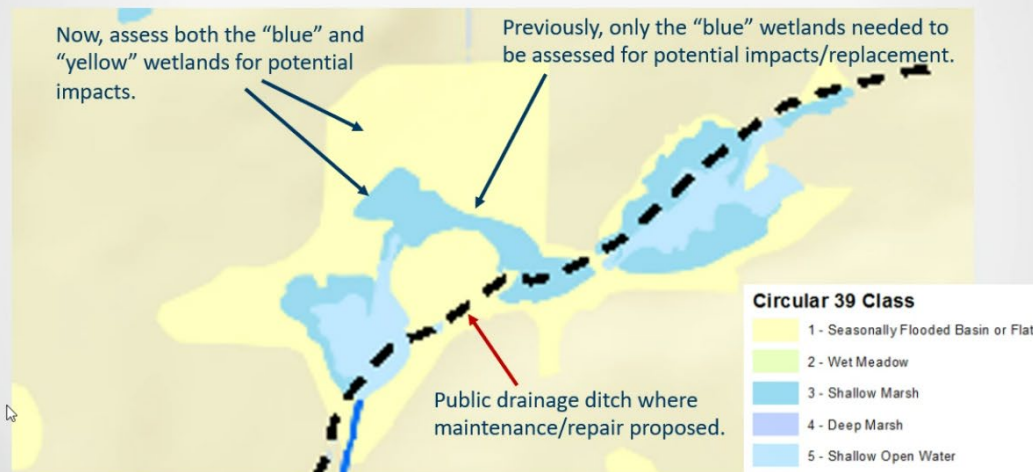 Now, assess both the “blue” and
“yellow” wetlands for potential
impacts.
Previously, only the “blue” wetlands needed to
be assessed for potential impacts/replacement.
Public drainage ditch where
maintenance/repair proposed.
Circular 39 Class
1 - Seasonally Flooded Basin or Flat
2 - Wet Meadow
3 - Shallow Marsh
4 - Deep Marsh
5 - Shallow Open Water